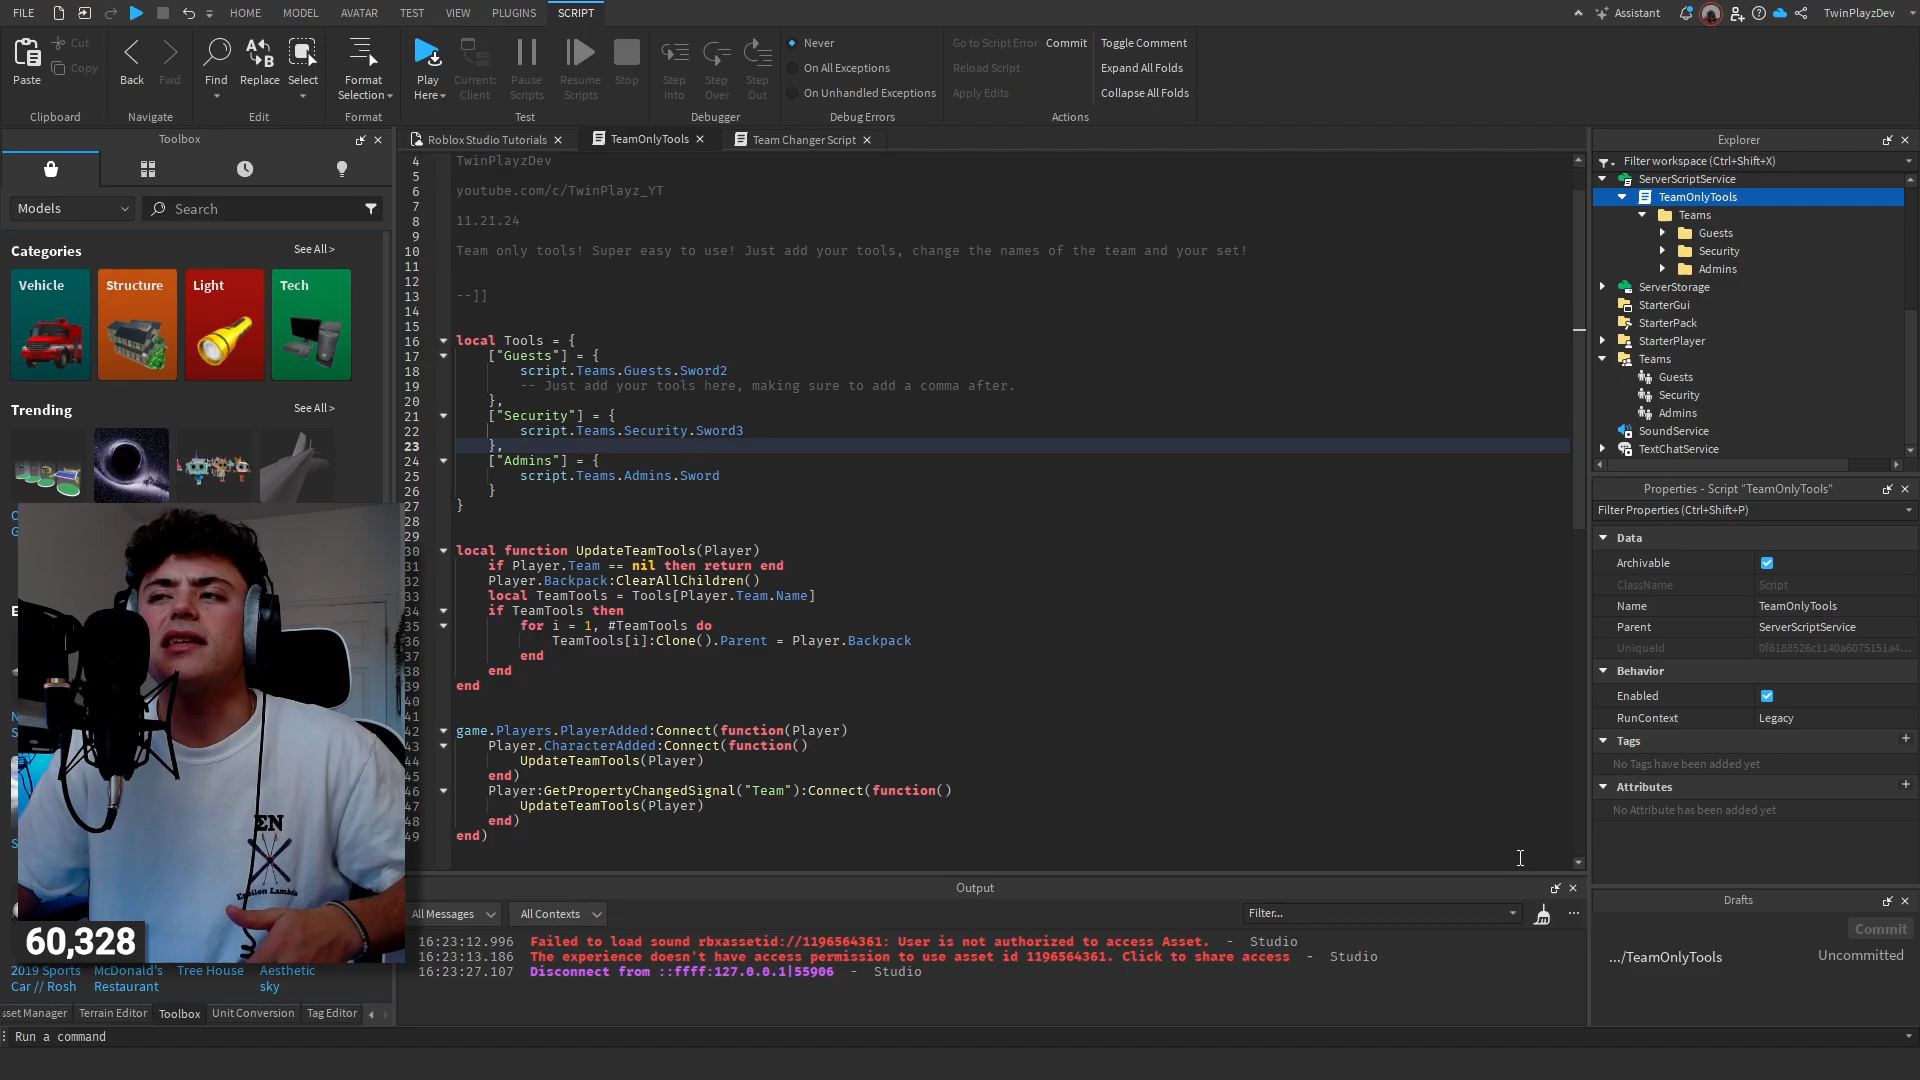 FILE HOME MODEL AVATAR TEST VIEW PLUGINS SCRIPT Assistant TwinPlayzDev
Paste Cut Copy Back Fwd Find Replace Select Format Selection Play Here Current: Client Pause Scripts Resume Scripts Stop Step Into Step Over Step Out
Never
On All Exceptions
On Unhandled Exceptions
Go to Script Error Commit Toggle Comment
Reload Script Expand All Folds
Apply Edits Collapse All Folds
Clipboard Navigate Edit Format Test Debugger Debug Errors Actions
Toolbox
Models Search
Categories See All >
Vehicle Structure Light Tech
Trending See All >
60,328
2019 Sports Car // Rosh
McDonald's Restaurant
Tree House
Aesthetic sky
sset Manager Terrain Editor Toolbox Unit Conversion Tag Editor
Run a command
Roblox Studio Tutorials TeamOnlyTools Team Changer Script
4 TwinPlayzDev
5
6 youtube.com/c/TwinPlayz_YT
7
8 11.21.24
9
10 Team only tools! Super easy to use! Just add your tools, change the names of the team and your set!
11
12
13 --]]
14
15
16 local Tools = {
17 ["Guests"] = {
18 script.Teams.Guests.Sword2
19 -- Just add your tools here, making sure to add a comma after.
20 },
21 ["Security"] = {
22 script.Teams.Security.Sword3
23 },
24 ["Admins"] = {
25 script.Teams.Admins.Sword
26 }
27 }
28
29
30 local function UpdateTeamTools(Player)
31 if Player.Team == nil then return end
32 Player.Backpack:ClearAllChildren()
33 local TeamTools = Tools[Player.Team.Name]
34 if TeamTools then
35 for i = 1, #TeamTools do
36 TeamTools[i]:Clone().Parent = Player.Backpack
37 end
38 end
39 end
40
41
42 game.Players.PlayerAdded:Connect(function(Player)
43 Player.CharacterAdded:Connect(function()
44 UpdateTeamTools(Player)
45 end)
46 Player:GetPropertyChangedSignal("Team"):Connect(function()
47 UpdateTeamTools(Player)
48 end)
49 end)
Output
All Messages All Contexts Filter...
16:23:12.996 Failed to load sound rbxassetid://1196564361: User is not authorized to access Asset. - Studio
16:23:13.186 The experience doesn't have access permission to use asset id 1196564361. Click to share access - Studio
16:23:27.107 Disconnect from ::ffff:127.0.0.1|55906 - Studio
Explorer
Filter workspace (Ctrl+Shift+X)
ServerScriptService
TeamOnlyTools
Teams
Guests
Security
Admins
ServerStorage
StarterGui
StarterPack
StarterPlayer
Teams
Guests
Security
Admins
SoundService
TextChatService
Properties - Script "TeamOnlyTools"
Filter Properties (Ctrl+Shift+P)
Data
Archivable
ClassName Script
Name TeamOnlyTools
Parent ServerScriptService
UniqueId 0f6188526c1140a6075151a4...
Behavior
Enabled
RunContext Legacy
Tags
No Tags have been added yet
Attributes
No Attribute has been added yet
Drafts
Commit
.../TeamOnlyTools Uncommitted
ΣN
Epsilon Lambda